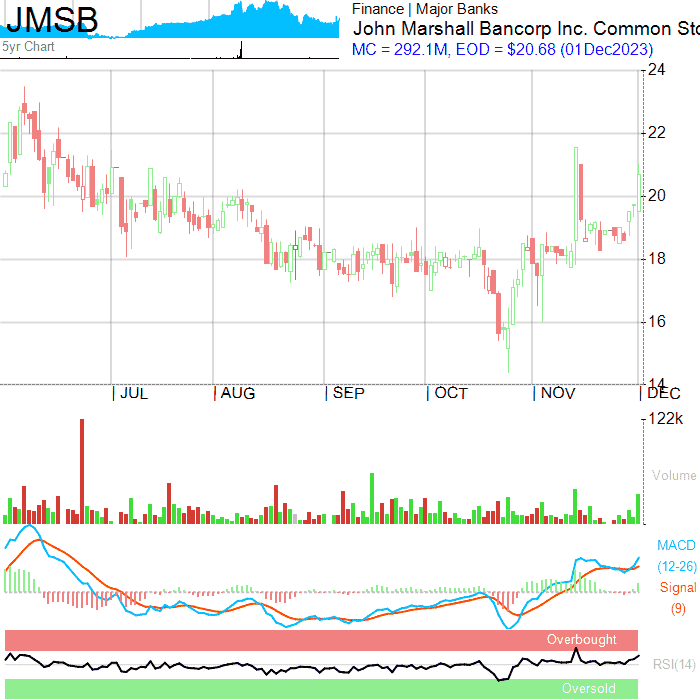 JMSB
5yr Chart
Finance | Major Banks
John Marshall Bancorp Inc. Common Sto
MC = 292.1M, EOD = $20.68 (01Dec2023)
24
22
20
18
16
14
JUL AUG SEP OCT NOV DEC
122k
Volume
MACD
(12-26)
Signal
(9)
Overbought
RSI(14)
Oversold